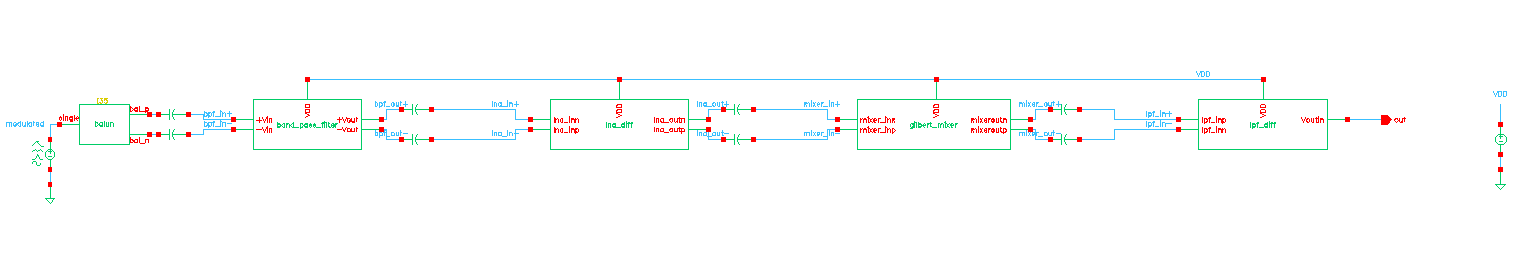 VDD
VDD
modulated
single
balun
bal_p
bal_n
bpf_in+
bpf_in-
VDD
+Vin
-Vin
band_pass_filter
+Vout
-Vout
bpf_out+
bpf_out-
lna_in+
lna_in-
VDD
lna_inn
lna_inp
lna_diff
lna_outn
lna_outp
lna_out+
lna_out-
mixer_in+
mixer_in-
VDD
mixer_inn
mixer_inp
gilbert_mixer
mixeroutn
mixeroutp
mixer_out+
mixer_out-
lpf_in+
lpf_in-
VDD
lpf_inp
lpf_inn
lpf_diff
Voutin
out